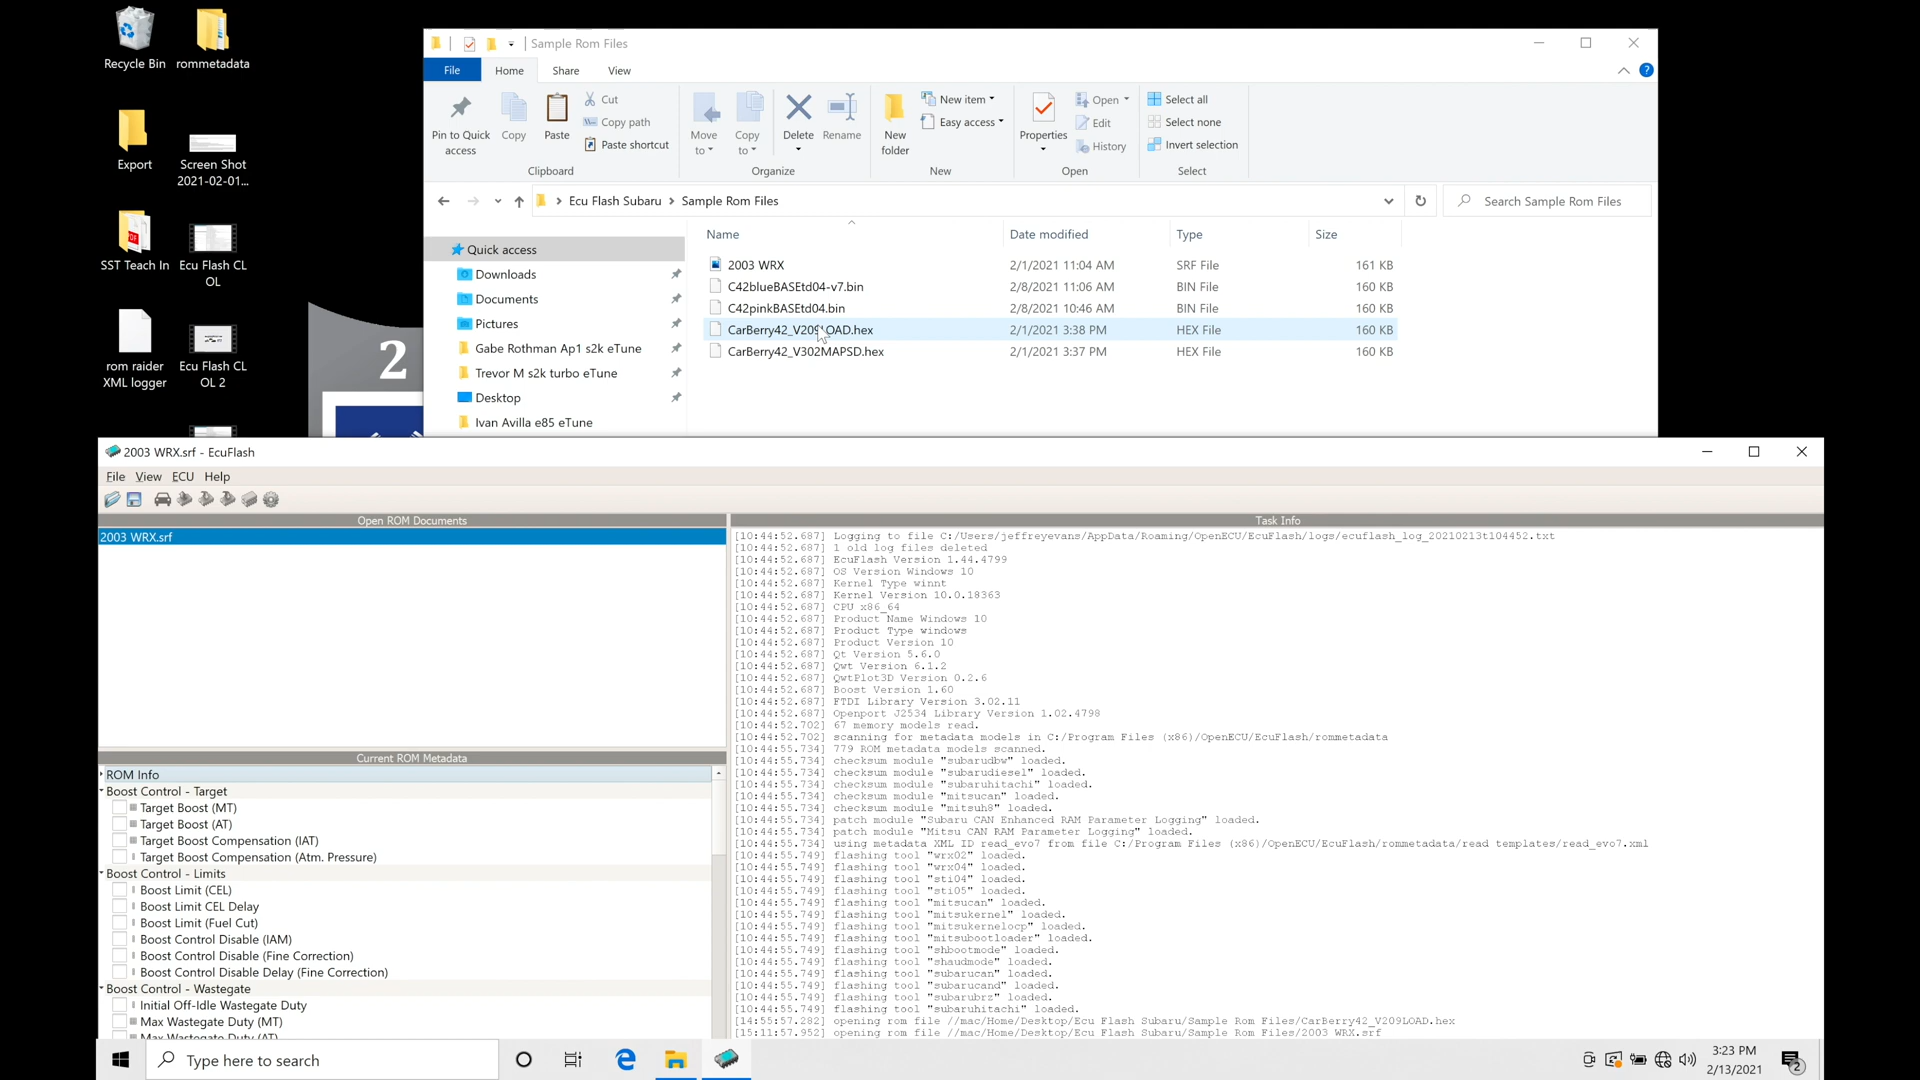 Recycle Bin
rommetadata
Export
Screen Shot
2021-02-01...
SST Teach In
Ecu Flash CL
OL
rom raider
XML logger
Ecu Flash CL
OL 2
2
Sample Rom Files
File
Home
Share
View
Pin to Quick
access
Copy
Paste
Cut
Copy path
Paste shortcut
Clipboard
Move
to
Copy
to
Delete
Rename
Organize
New
folder
New item
Easy access
New
Properties
Open
Edit
History
Open
Select all
Select none
Invert selection
Select
Ecu Flash Subaru
Sample Rom Files
Search Sample Rom Files
Name
Date modified
Type
Size
Quick access
Downloads
Documents
Pictures
Gabe Rothman Ap1 s2k eTune
Trevor M s2k turbo eTune
Desktop
Ivan Avilla e85 eTune
2003 WRX 2/1/2021 11:04 AM SRF File 161 KB
C42blueBASEtd04-v7.bin 2/8/2021 11:06 AM BIN File 160 KB
C42pinkBASEtd04.bin 2/8/2021 10:46 AM BIN File 160 KB
CarBerry42_V209LOAD.hex 2/1/2021 3:38 PM HEX File 160 KB
CarBerry42_V302MAPSD.hex 2/1/2021 3:37 PM HEX File 160 KB
2003 WRX.srf - EcuFlash
File View ECU Help
Open ROM Documents
2003 WRX.srf
Current ROM Metadata
ROM Info
Boost Control - Target
Target Boost (MT)
Target Boost (AT)
Target Boost Compensation (IAT)
Target Boost Compensation (Atm. Pressure)
Boost Control - Limits
Boost Limit (CEL)
Boost Limit CEL Delay
Boost Limit (Fuel Cut)
Boost Control Disable (IAM)
Boost Control Disable (Fine Correction)
Boost Control Disable Delay (Fine Correction)
Boost Control - Wastegate
Initial Off-Idle Wastegate Duty
Max Wastegate Duty (MT)
Max Wastegate Duty (AT)
Task Info
[10:44:52.687] Logging to file C:/Users/jeffreyevans/AppData/Roaming/OpenECU/EcuFlash/logs/ecuflash_log_20210213t104452.txt
[10:44:52.687] 1 old log files deleted
[10:44:52.687] EcuFlash Version 1.44.4799
[10:44:52.687] OS Version Windows 10
[10:44:52.687] Kernel Type winnt
[10:44:52.687] Kernel Version 10.0.18363
[10:44:52.687] CPU x86_64
[10:44:52.687] Product Name Windows 10
[10:44:52.687] Product Type windows
[10:44:52.687] Product Version 10
[10:44:52.687] Qt Version 5.6.0
[10:44:52.687] Qwt Version 6.1.2
[10:44:52.687] QwtPlot3D Version 0.2.6
[10:44:52.687] Boost Version 1.60
[10:44:52.687] FTDI Library Version 3.02.11
[10:44:52.687] Openport J2534 Library Version 1.02.4798
[10:44:52.702] 67 memory models read.
[10:44:52.702] scanning for metadata models in C:/Program Files (x86)/OpenECU/EcuFlash/rommetadata
[10:44:55.734] 779 ROM metadata models scanned.
[10:44:55.734] checksum module "subarudbw" loaded.
[10:44:55.734] checksum module "subarudiesel" loaded.
[10:44:55.734] checksum module "subaruhitachi" loaded.
[10:44:55.734] checksum module "mitsucan" loaded.
[10:44:55.734] checksum module "mitsuh8" loaded.
[10:44:55.734] patch module "Subaru CAN Enhanced RAM Parameter Logging" loaded.
[10:44:55.734] patch module "Mitsu CAN RAM Parameter Logging" loaded.
[10:44:55.734] using metadata XML ID read_evo7 from file C:/Program Files (x86)/OpenECU/EcuFlash/rommetadata/read templates/read_evo7.xml
[10:44:55.749] flashing tool "wrx02" loaded.
[10:44:55.749] flashing tool "wrx04" loaded.
[10:44:55.749] flashing tool "sti04" loaded.
[10:44:55.749] flashing tool "sti05" loaded.
[10:44:55.749] flashing tool "mitsucan" loaded.
[10:44:55.749] flashing tool "mitsukernel" loaded.
[10:44:55.749] flashing tool "mitsukernelocp" loaded.
[10:44:55.749] flashing tool "mitsubootloader" loaded.
[10:44:55.749] flashing tool "shbootmode" loaded.
[10:44:55.749] flashing tool "shaudmode" loaded.
[10:44:55.749] flashing tool "subarucan" loaded.
[10:44:55.749] flashing tool "subarucand" loaded.
[10:44:55.749] flashing tool "subarubrz" loaded.
[10:44:55.749] flashing tool "subaruhitachi" loaded.
[14:55:57.282] opening rom file //mac/Home/Desktop/Ecu Flash Subaru/Sample Rom Files/CarBerry42_V209LOAD.hex
[15:11:57.952] opening rom file //mac/Home/Desktop/Ecu Flash Subaru/Sample Rom Files/2003 WRX.srf
Type here to search
3:23 PM
2/13/2021
2